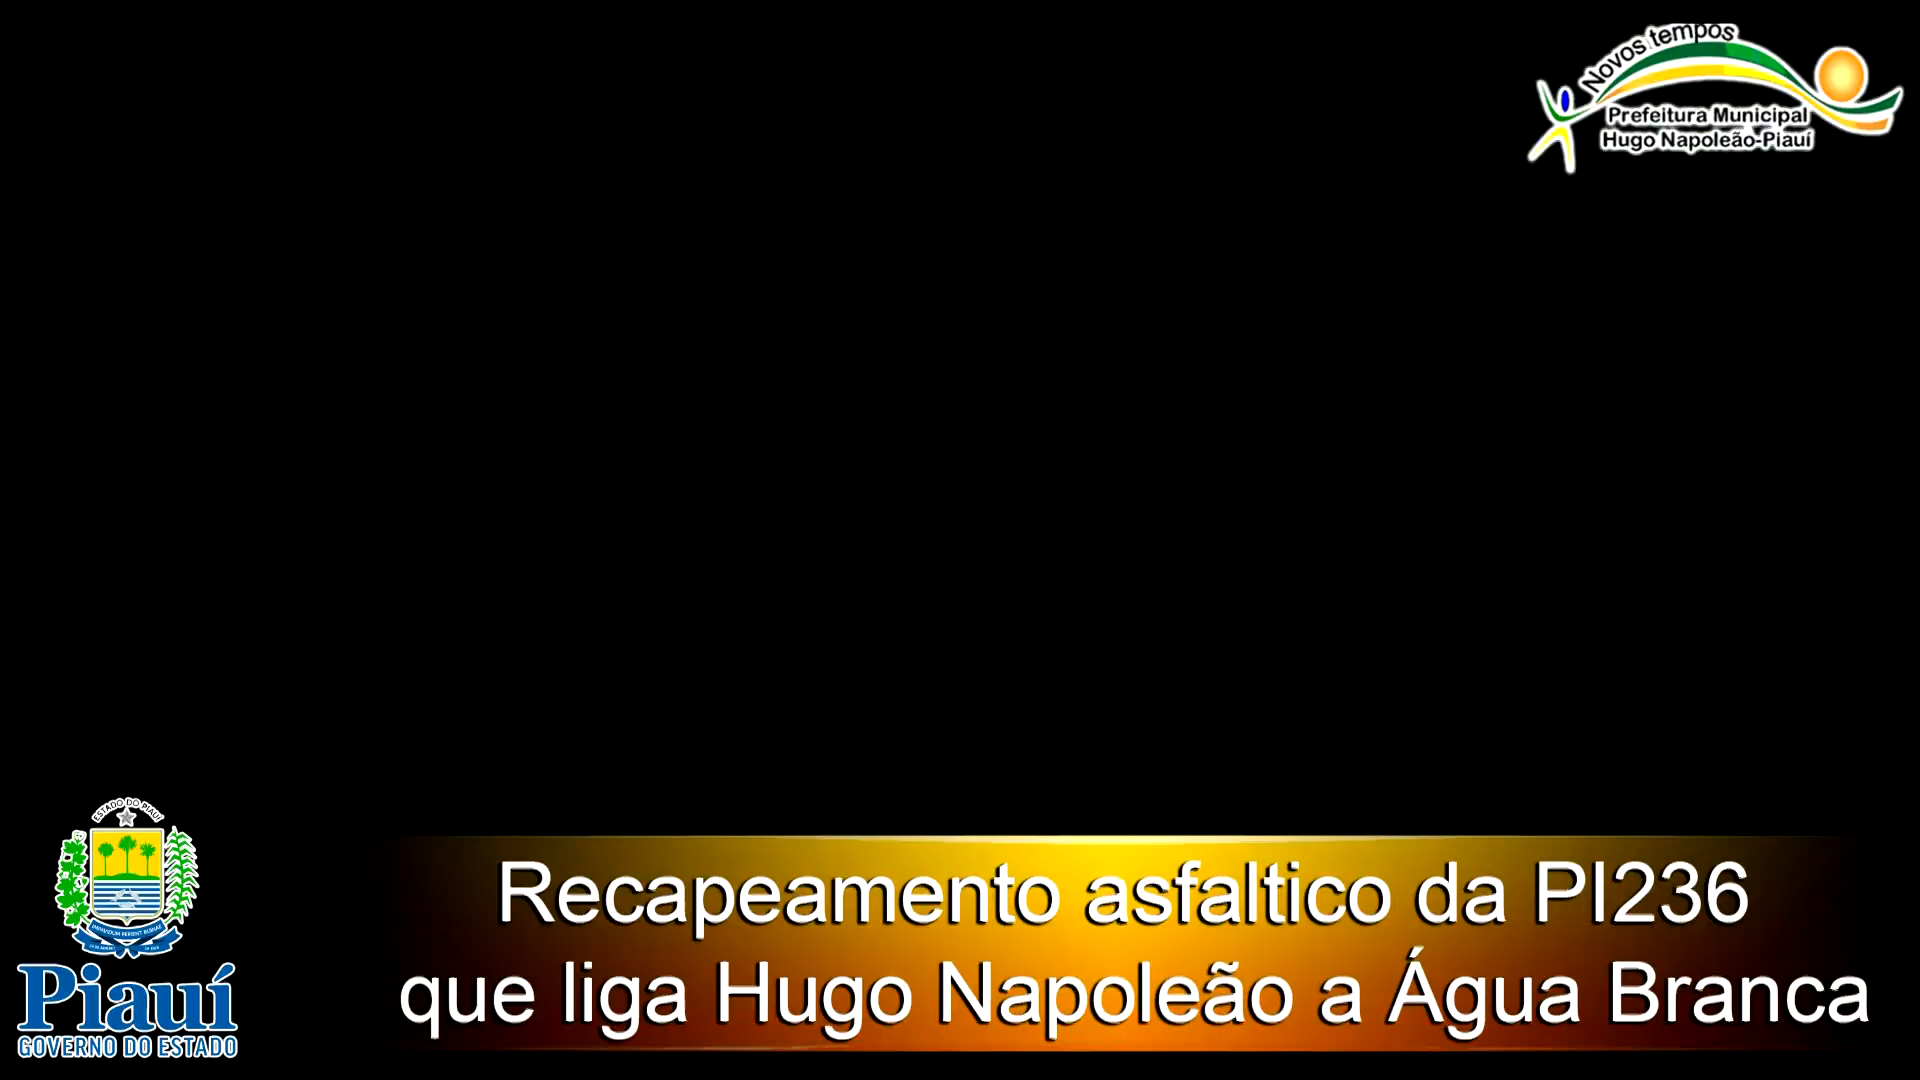 Novos tempos
Prefeitura Municipal
Hugo Napoleão-Piauí
ESTADO DO PIAUÍ
Piauí
GOVERNO DO ESTADO
Recapeamento asfaltico da PI236
que liga Hugo Napoleão a Água Branca